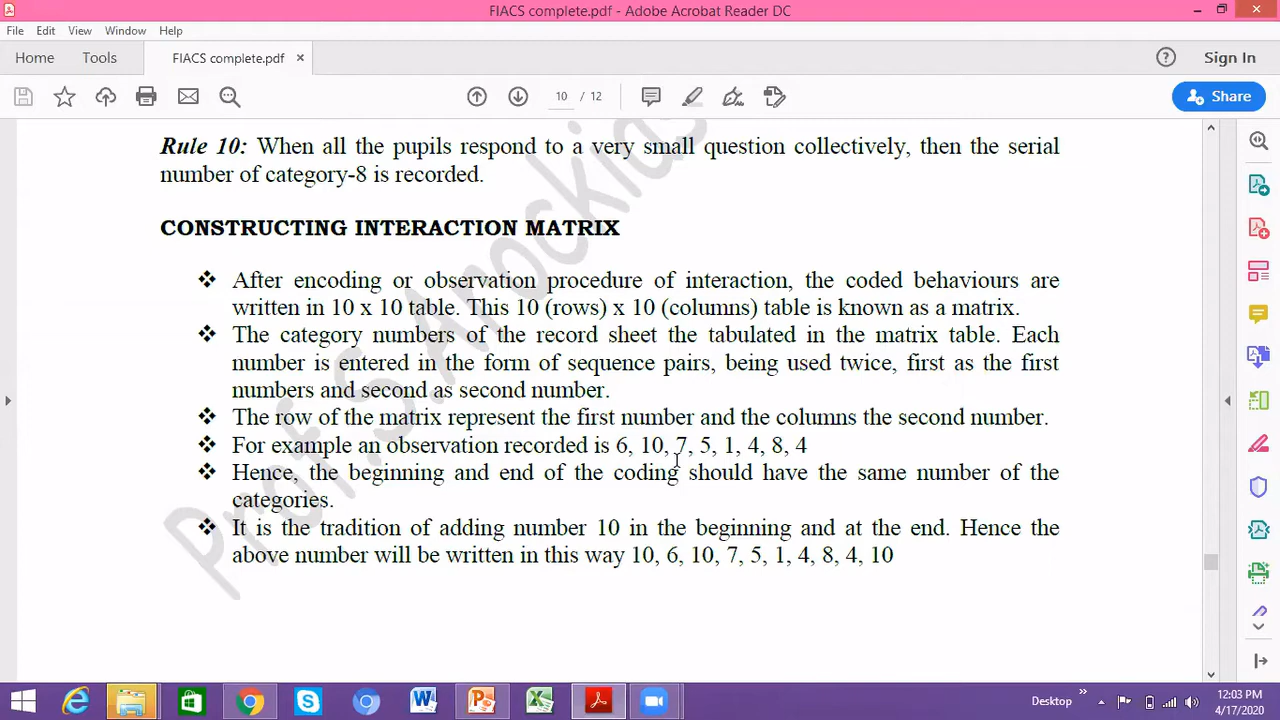 FIACS complete.pdf - Adobe Acrobat Reader DC
File Edit View Window Help
Home Tools FIACS complete.pdf × Sign In
10 / 12 Share
Rule 10: When all the pupils respond to a very small question collectively, then the serial
number of category-8 is recorded.
CONSTRUCTING INTERACTION MATRIX
❖ After encoding or observation procedure of interaction, the coded behaviours are
written in 10 x 10 table. This 10 (rows) x 10 (columns) table is known as a matrix.
❖ The category numbers of the record sheet the tabulated in the matrix table. Each
number is entered in the form of sequence pairs, being used twice, first as the first
numbers and second as second number.
❖ The row of the matrix represent the first number and the columns the second number.
❖ For example an observation recorded is 6, 10, 7, 5, 1, 4, 8, 4
❖ Hence, the beginning and end of the coding should have the same number of the
categories.
❖ It is the tradition of adding number 10 in the beginning and at the end. Hence the
above number will be written in this way 10, 6, 10, 7, 5, 1, 4, 8, 4, 10
Prof.S.Arockias
Desktop
12:03 PM
4/17/2020